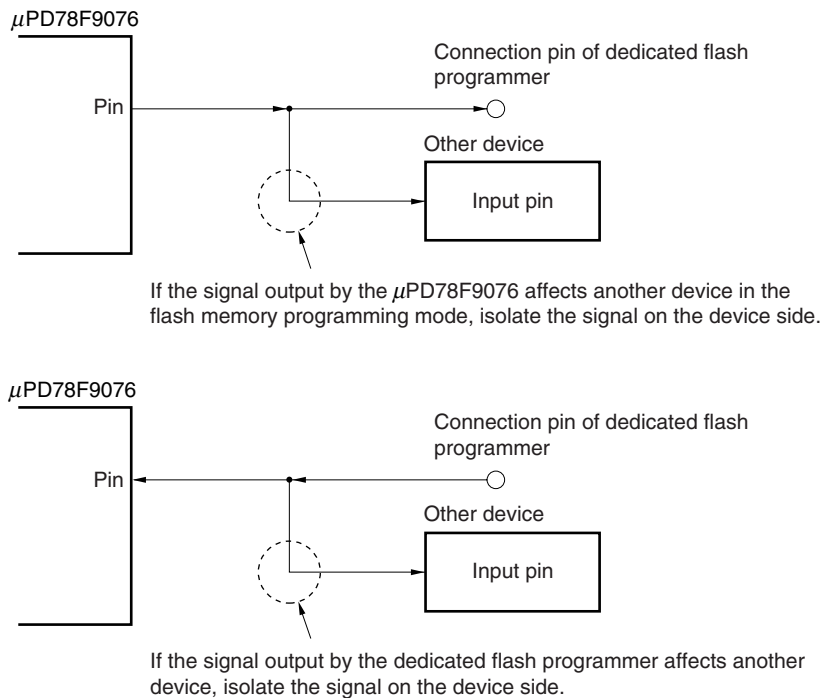 μPD78F9076
Connection pin of dedicated flash
programmer
Pin
Other device
Input pin
If the signal output by the μPD78F9076 affects another device in the
flash memory programming mode, isolate the signal on the device side.
μPD78F9076
Connection pin of dedicated flash
programmer
Pin
Other device
Input pin
If the signal output by the dedicated flash programmer affects another
device, isolate the signal on the device side.